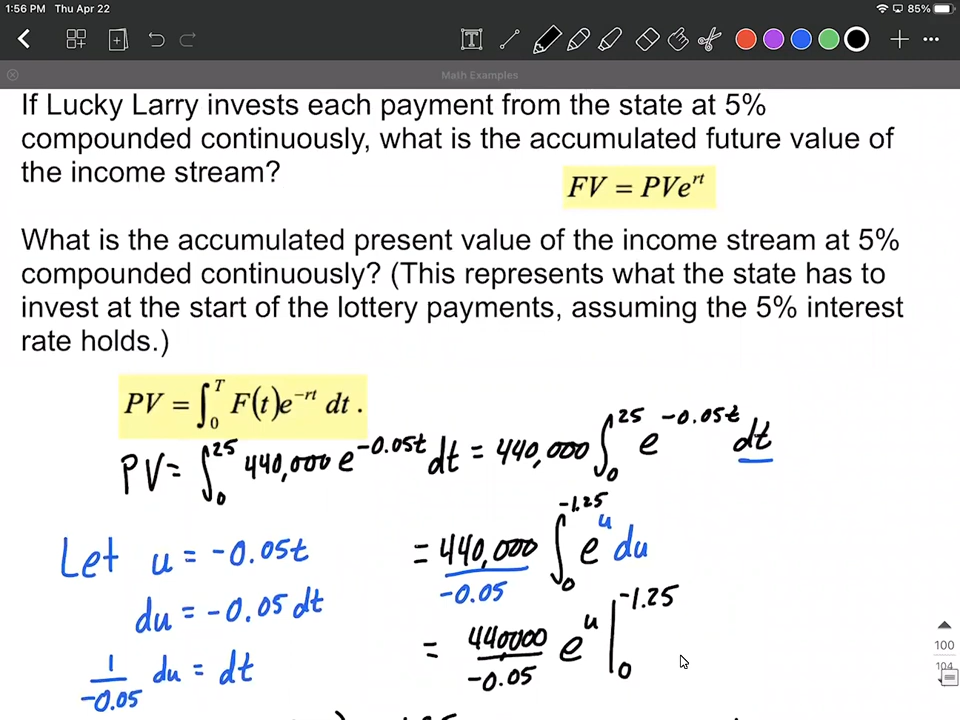 1:56 PM Thu Apr 22 85%
Math Examples
If Lucky Larry invests each payment from the state at 5%
compounded continuously, what is the accumulated future value of
the income stream?
FV = PVe^{rt}
What is the accumulated present value of the income stream at 5%
compounded continuously? (This represents what the state has to
invest at the start of the lottery payments, assuming the 5% interest
rate holds.)
PV = ∫_0^T F(t)e^{-rt} dt.
PV = ∫_0^{25} 440,000 e^{-0.05t} dt = 440,000 ∫_0^{25} e^{-0.05t} dt
Let u = -0.05t
= 440,000/-0.05 ∫_0^{-1.25} e^u du
du = -0.05 dt
= 440000/-0.05 e^u |_0^{-1.25}
1/-0.05 du = dt
100
104